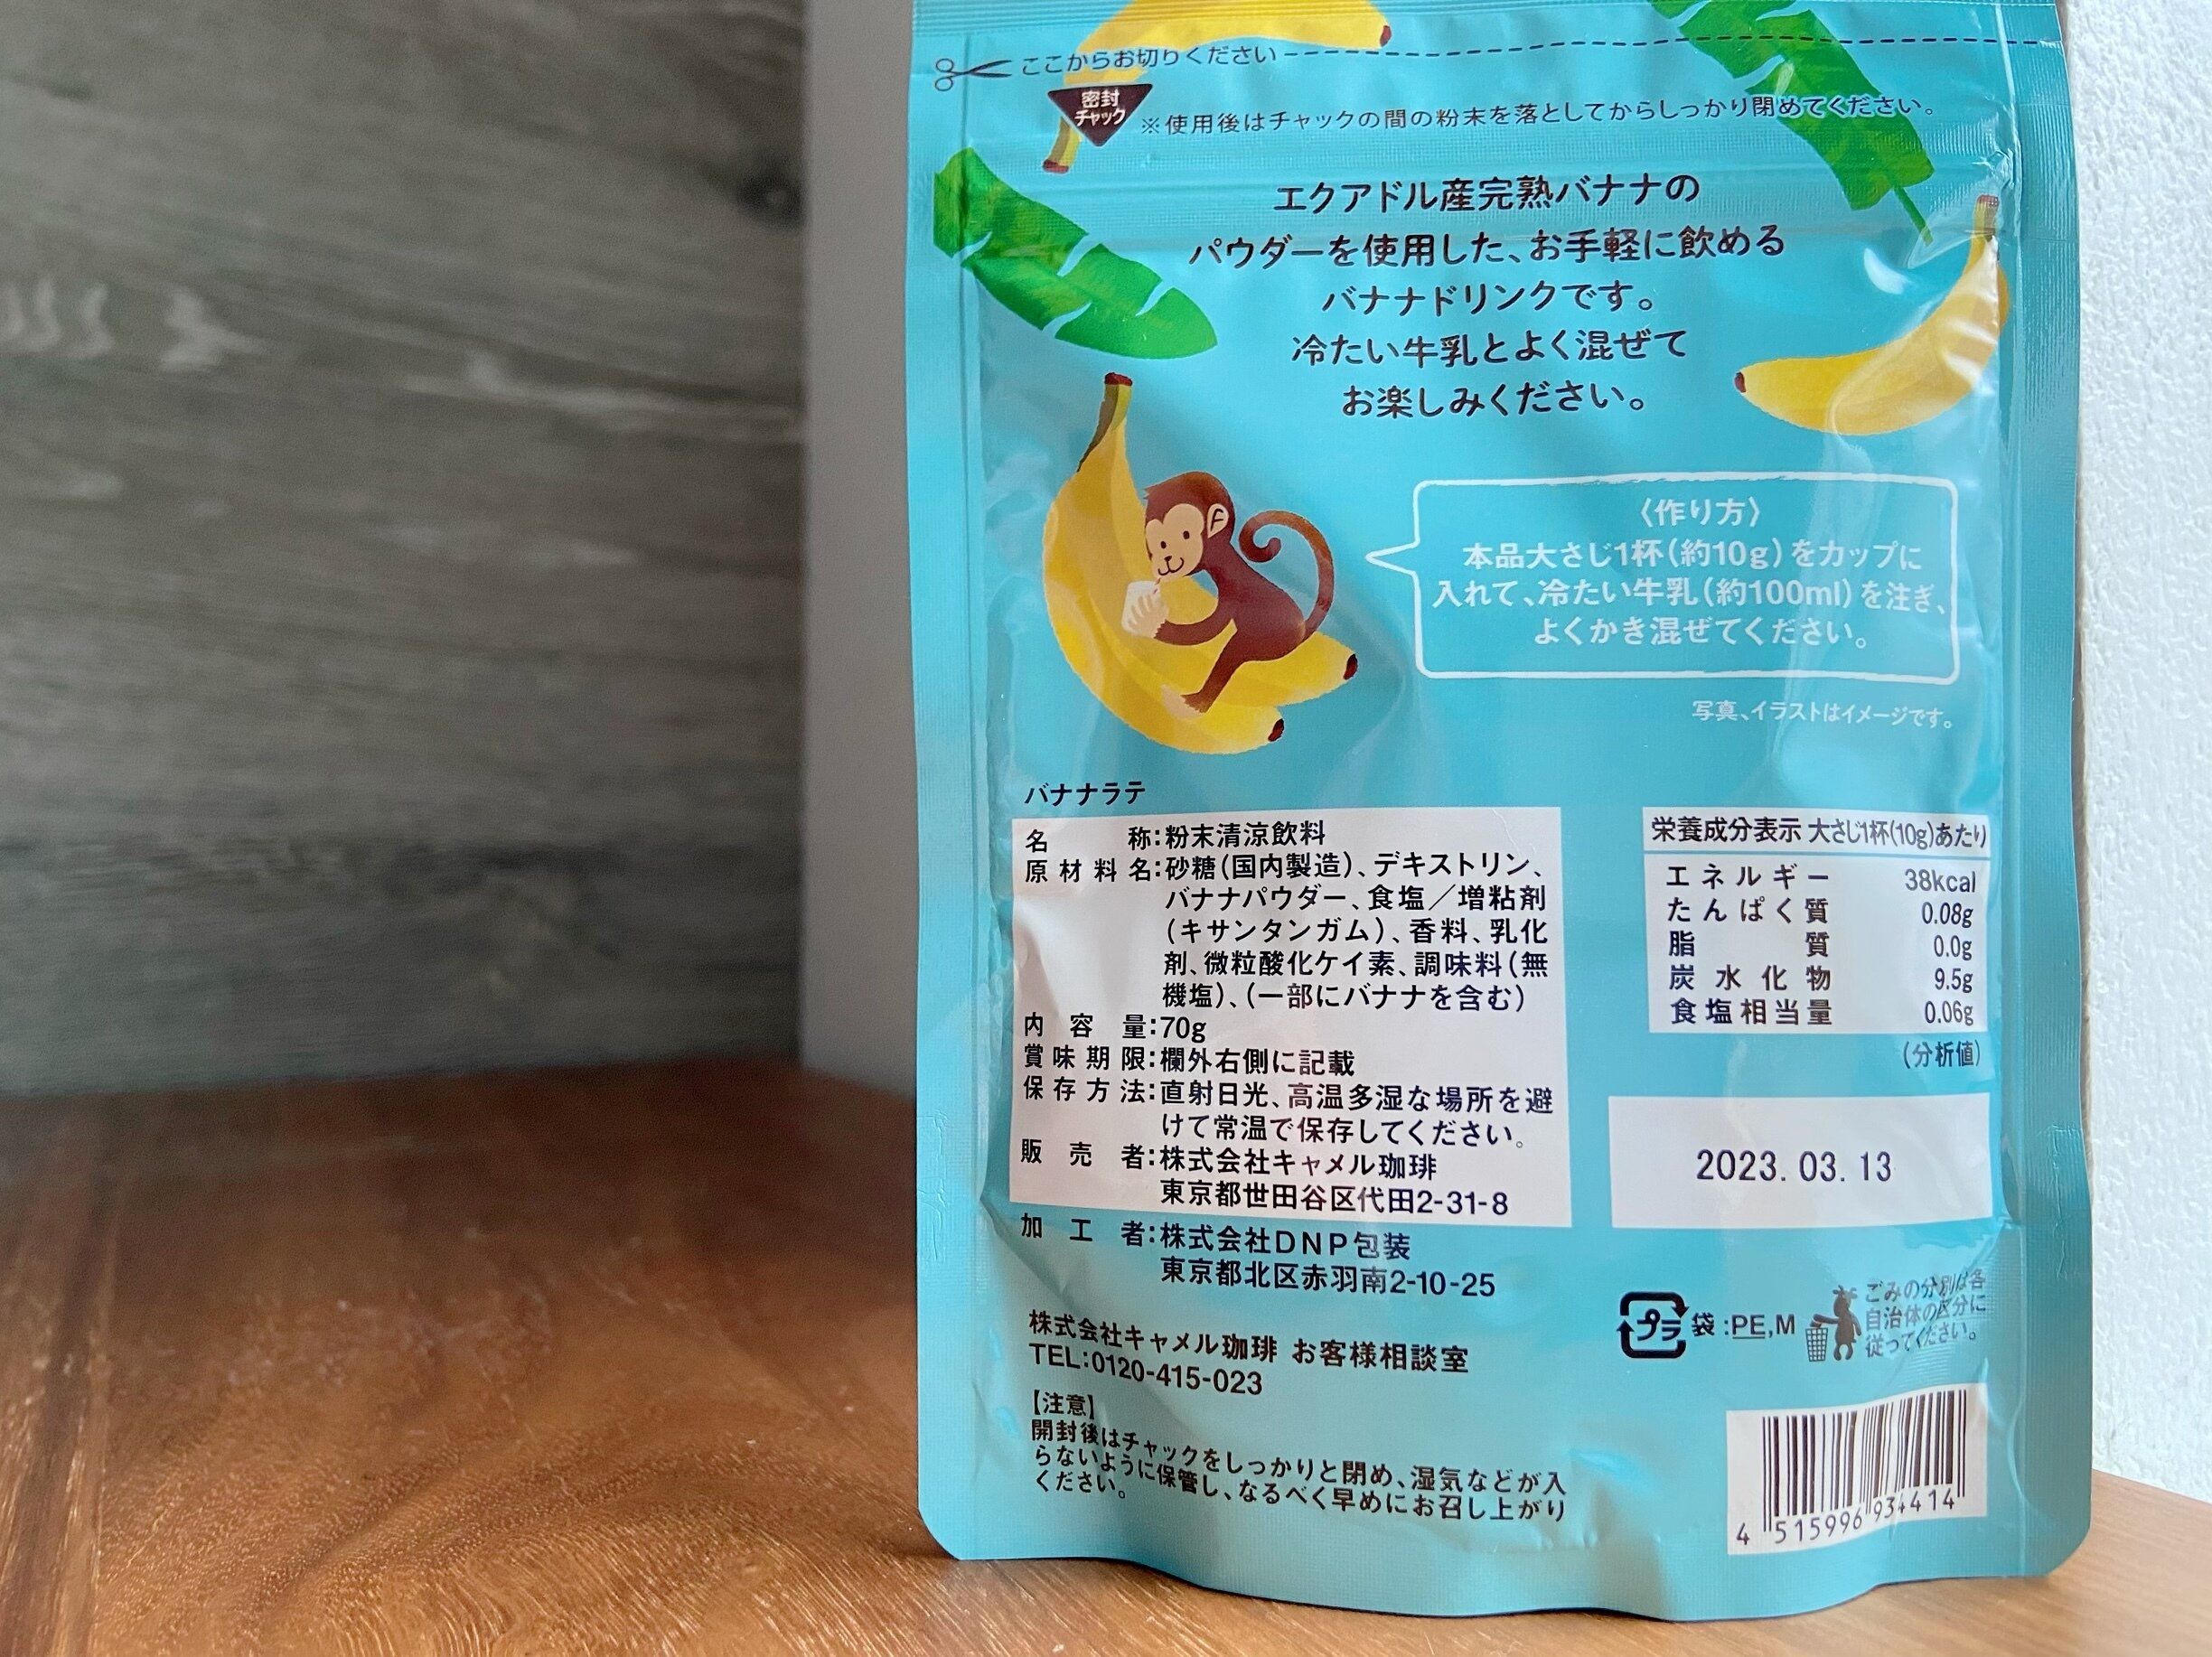 ここからお切りください
密封
チャック
※使用後はチャックの間の粉末を落としてからしっかり閉めてください。
エクアドル産完熟バナナの
パウダーを使用した、お手軽に飲める
バナナドリンクです。
冷たい牛乳とよく混ぜて
お楽しみください。
〈作り方〉
本品大さじ1杯(約10g)をカップに
入れて、冷たい牛乳(約100ml)を注ぎ、
よくかき混ぜてください。
写真、イラストはイメージです。
バナナラテ
名称:粉末清涼飲料
原材料名:砂糖(国内製造)、デキストリン、
バナナパウダー、食塩/増粘剤
(キサンタンガム)、香料、乳化
剤、微粒酸化ケイ素、調味料(無
機塩)、(一部にバナナを含む)
内容量:70g
賞味期限:欄外右側に記載
保存方法:直射日光、高温多湿な場所を避
けて常温で保存してください。
販売者:株式会社キャメル珈琲
東京都世田谷区代田2-31-8
加工者:株式会社DNP包装
東京都北区赤羽南2-10-25
株式会社キャメル珈琲 お客様相談室
TEL:0120-415-023
【注意】
開封後はチャックをしっかりと閉め、湿気などが入
らないように保管し、なるべく早めにお召し上がり
ください。
栄養成分表示 大さじ1杯(10g)あたり
エネルギー 38kcal
たんぱく質 0.08g
脂質 0.0g
炭水化物 9.5g
食塩相当量 0.06g
(分析値)
2023.03.13
プラ 袋:PE,M
ごみの分別は各
自治体の区分に
従ってください。
4 515996 934414